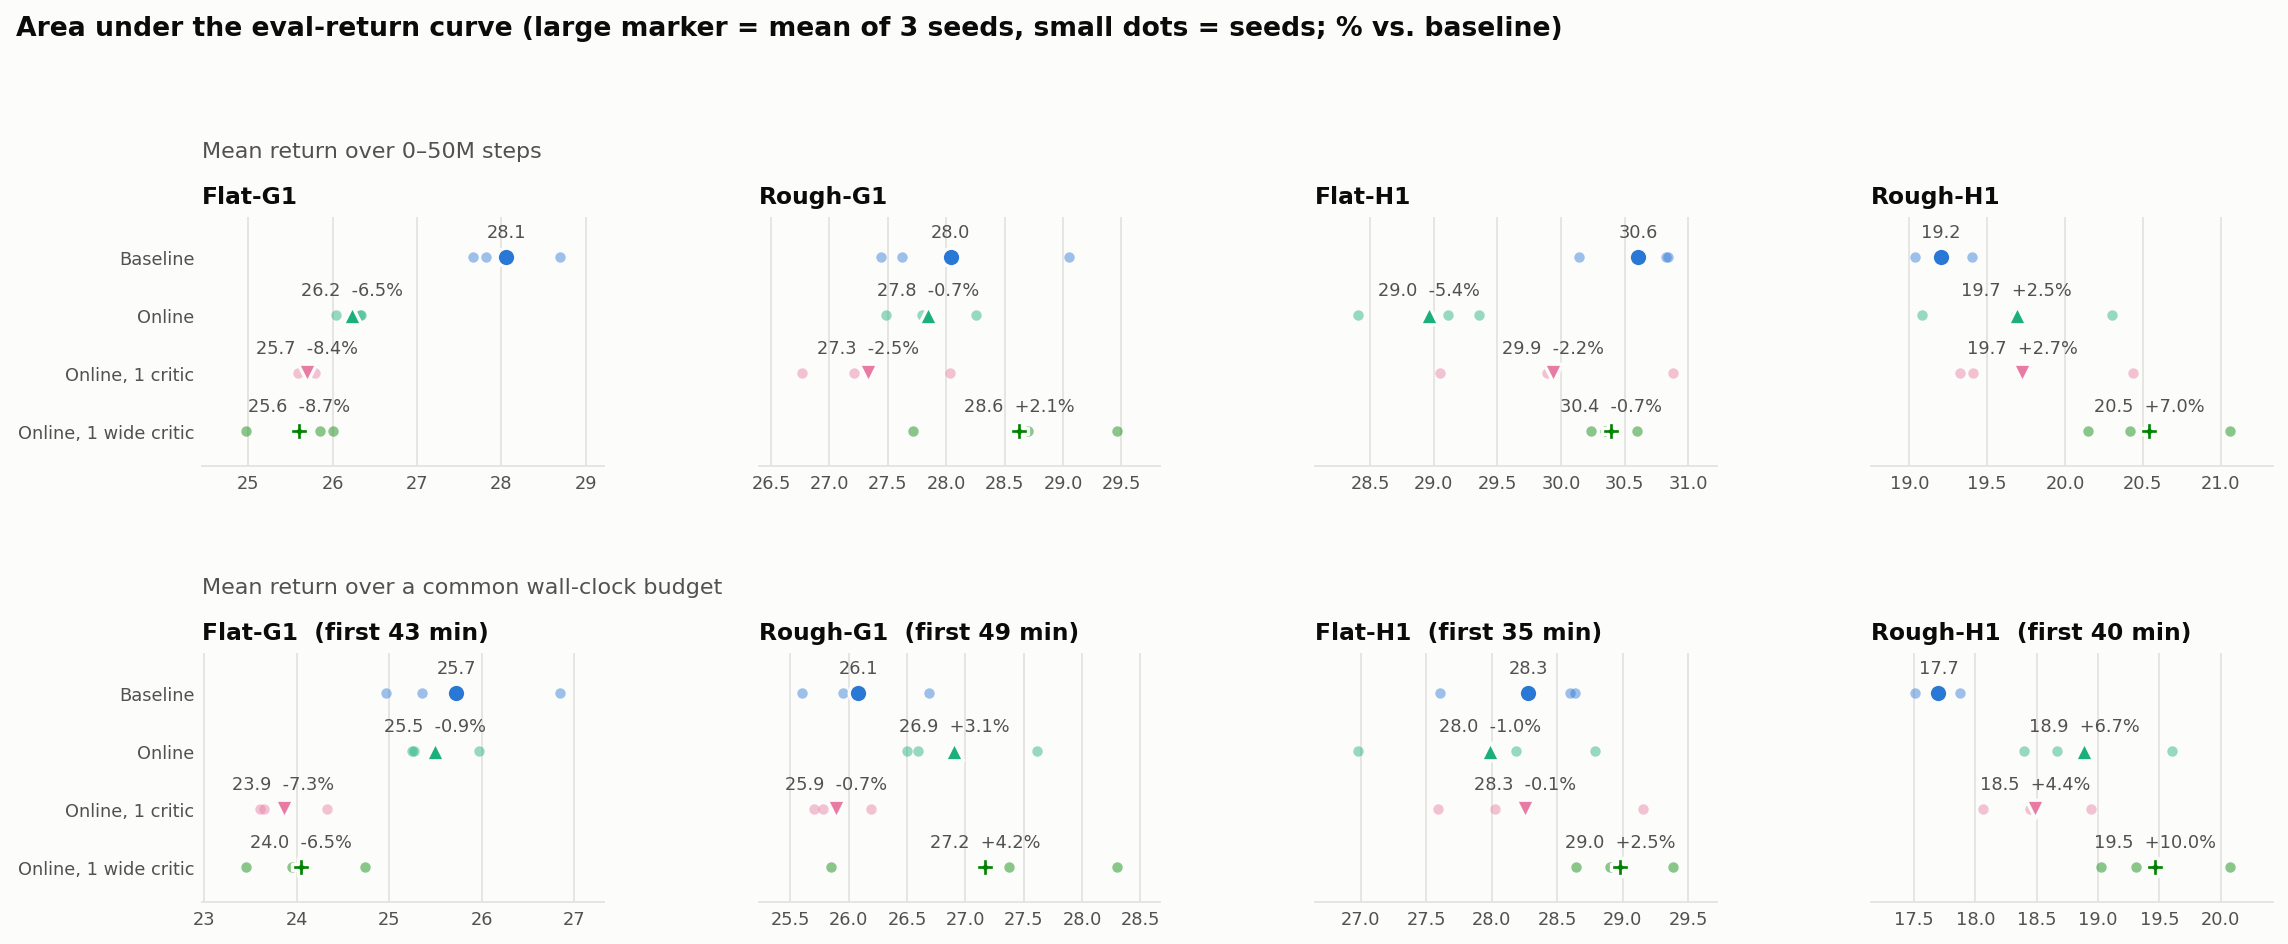 Area under the eval-return curve (large marker = mean of 3 seeds, small dots = seeds; % vs. baseline)
Mean return over 0–50M steps
Flat-G1
Rough-G1
Flat-H1
Rough-H1
Baseline
Online
Online, 1 critic
Online, 1 wide critic
28.1
26.2 -6.5%
25.7 -8.4%
25.6 -8.7%
25 26 27 28 29
28.0
27.8 -0.7%
27.3 -2.5%
28.6 +2.1%
26.5 27.0 27.5 28.0 28.5 29.0 29.5
30.6
29.0 -5.4%
29.9 -2.2%
30.4 -0.7%
28.5 29.0 29.5 30.0 30.5 31.0
19.2
19.7 +2.5%
19.7 +2.7%
20.5 +7.0%
19.0 19.5 20.0 20.5 21.0
Mean return over a common wall-clock budget
Flat-G1 (first 43 min)
Rough-G1 (first 49 min)
Flat-H1 (first 35 min)
Rough-H1 (first 40 min)
Baseline
Online
Online, 1 critic
Online, 1 wide critic
25.7
25.5 -0.9%
23.9 -7.3%
24.0 -6.5%
23 24 25 26 27
26.1
26.9 +3.1%
25.9 -0.7%
27.2 +4.2%
25.5 26.0 26.5 27.0 27.5 28.0 28.5
28.3
28.0 -1.0%
28.3 -0.1%
29.0 +2.5%
27.0 27.5 28.0 28.5 29.0 29.5
17.7
18.9 +6.7%
18.5 +4.4%
19.5 +10.0%
17.5 18.0 18.5 19.0 19.5 20.0